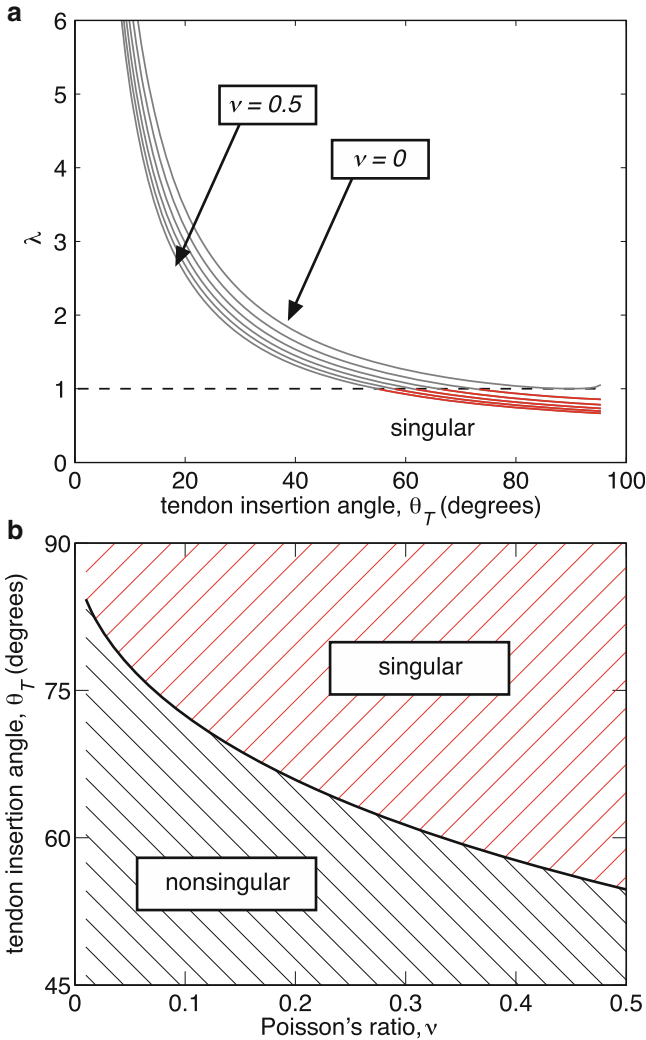 a
6
5
4
3
2
1
0
λ
ν = 0.5
ν = 0
singular
0 20 40 60 80 100
tendon insertion angle, θT (degrees)
b
90
75
60
45
tendon insertion angle, θT (degrees)
singular
nonsingular
0 0.1 0.2 0.3 0.4 0.5
Poisson's ratio, ν